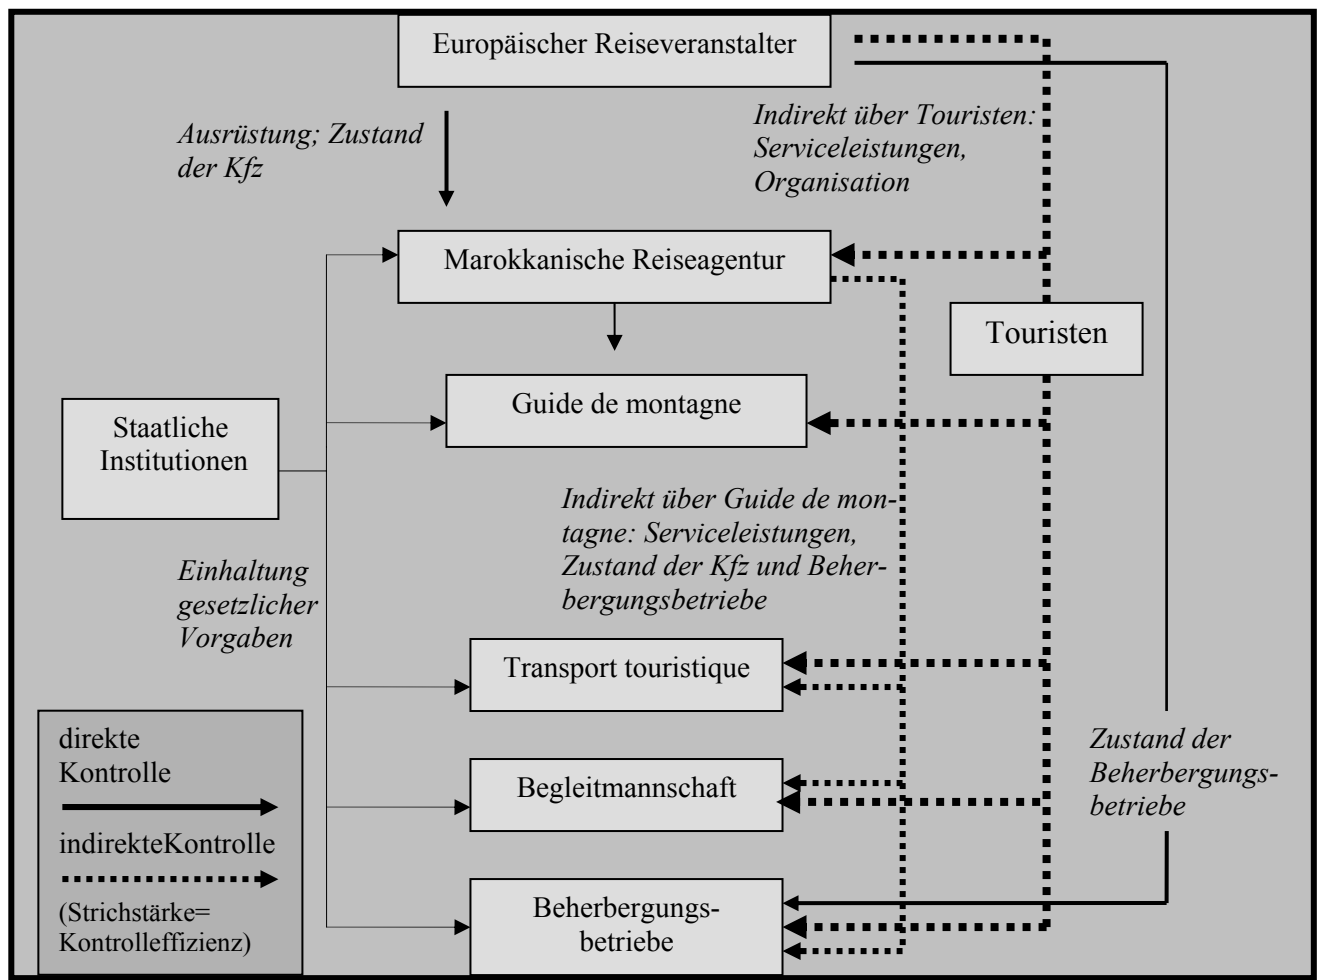 Europäischer Reiseveranstalter
Ausrüstung; Zustand
der Kfz
Indirekt über Touristen:
Serviceleistungen,
Organisation
Marokkanische Reiseagentur
Touristen
Guide de montagne
Staatliche
Institutionen
Indirekt über Guide de mon-
tagne: Serviceleistungen,
Zustand der Kfz und Beher-
bergungsbetriebe
Einhaltung
gesetzlicher
Vorgaben
Transport touristique
Begleitmannschaft
Zustand der
Beherbergungs-
betriebe
Beherbergungs-
betriebe
direkte
Kontrolle
indirekteKontrolle
(Strichstärke=
Kontrolleffizienz)